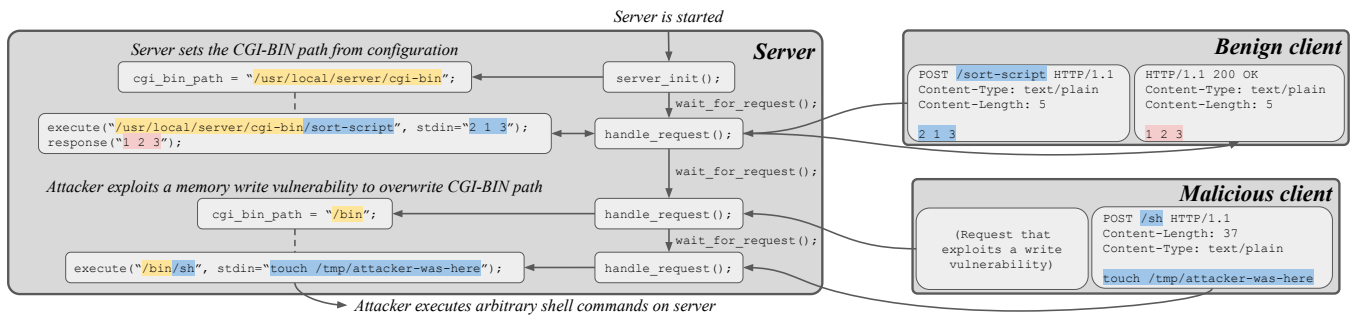 Server is started
Server
Server sets the CGI-BIN path from configuration
cgi_bin_path = “/usr/local/server/cgi-bin”;
server_init();
wait_for_request();
execute(“/usr/local/server/cgi-bin/sort-script”, stdin=“2 1 3”);
response(“1 2 3”);
handle_request();
wait_for_request();
Attacker exploits a memory write vulnerability to overwrite CGI-BIN path
cgi_bin_path = “/bin”;
handle_request();
wait_for_request();
execute(“/bin/sh”, stdin=“touch /tmp/attacker-was-here”);
handle_request();
Attacker executes arbitrary shell commands on server
Benign client
POST /sort-script HTTP/1.1
Content-Type: text/plain
Content-Length: 5
2 1 3
HTTP/1.1 200 OK
Content-Type: text/plain
Content-Length: 5
1 2 3
Malicious client
(Request that
exploits a write
vulnerability)
POST /sh HTTP/1.1
Content-Length: 37
Content-Type: text/plain
touch /tmp/attacker-was-here